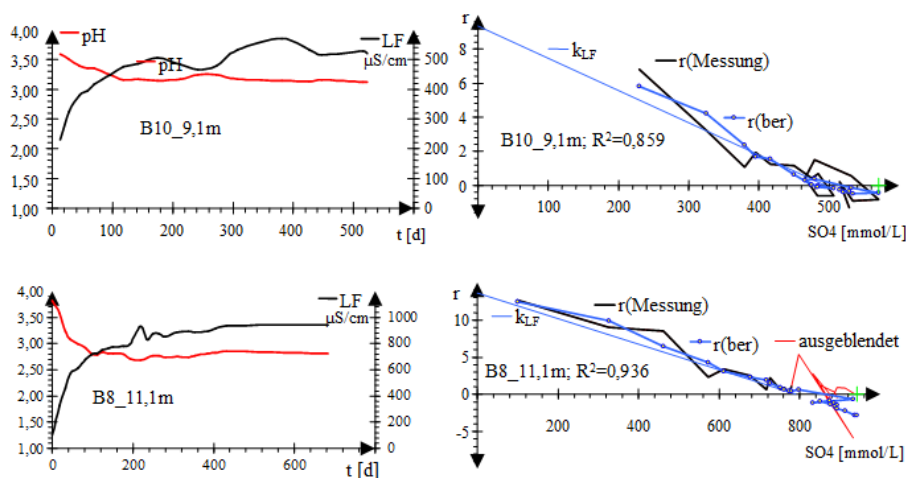 4,00
3,50
3,00
2,50
2,00
1,50
1,00
pH
pH
LF
µS/cm
500
400
300
200
100
0
B10_9,1m
0
100
200
300
400
500
t [d]
r
8
6
4
2
0
kLF
r(Messung)
r(ber)
B10_9,1m; R²=0,859
100
200
300
400
500
SO4 [mmol/L]
4,00
3,50
3,00
2,50
2,00
1,50
1,00
pH
LF
µS/cm
1000
800
600
400
200
0
B8_11,1m
0
200
400
600
t [d]
r
10
5
0
-5
kLF
r(Messung)
r(ber)
ausgeblendet
B8_11,1m; R²=0,936
200
400
600
800
SO4 [mmol/L]